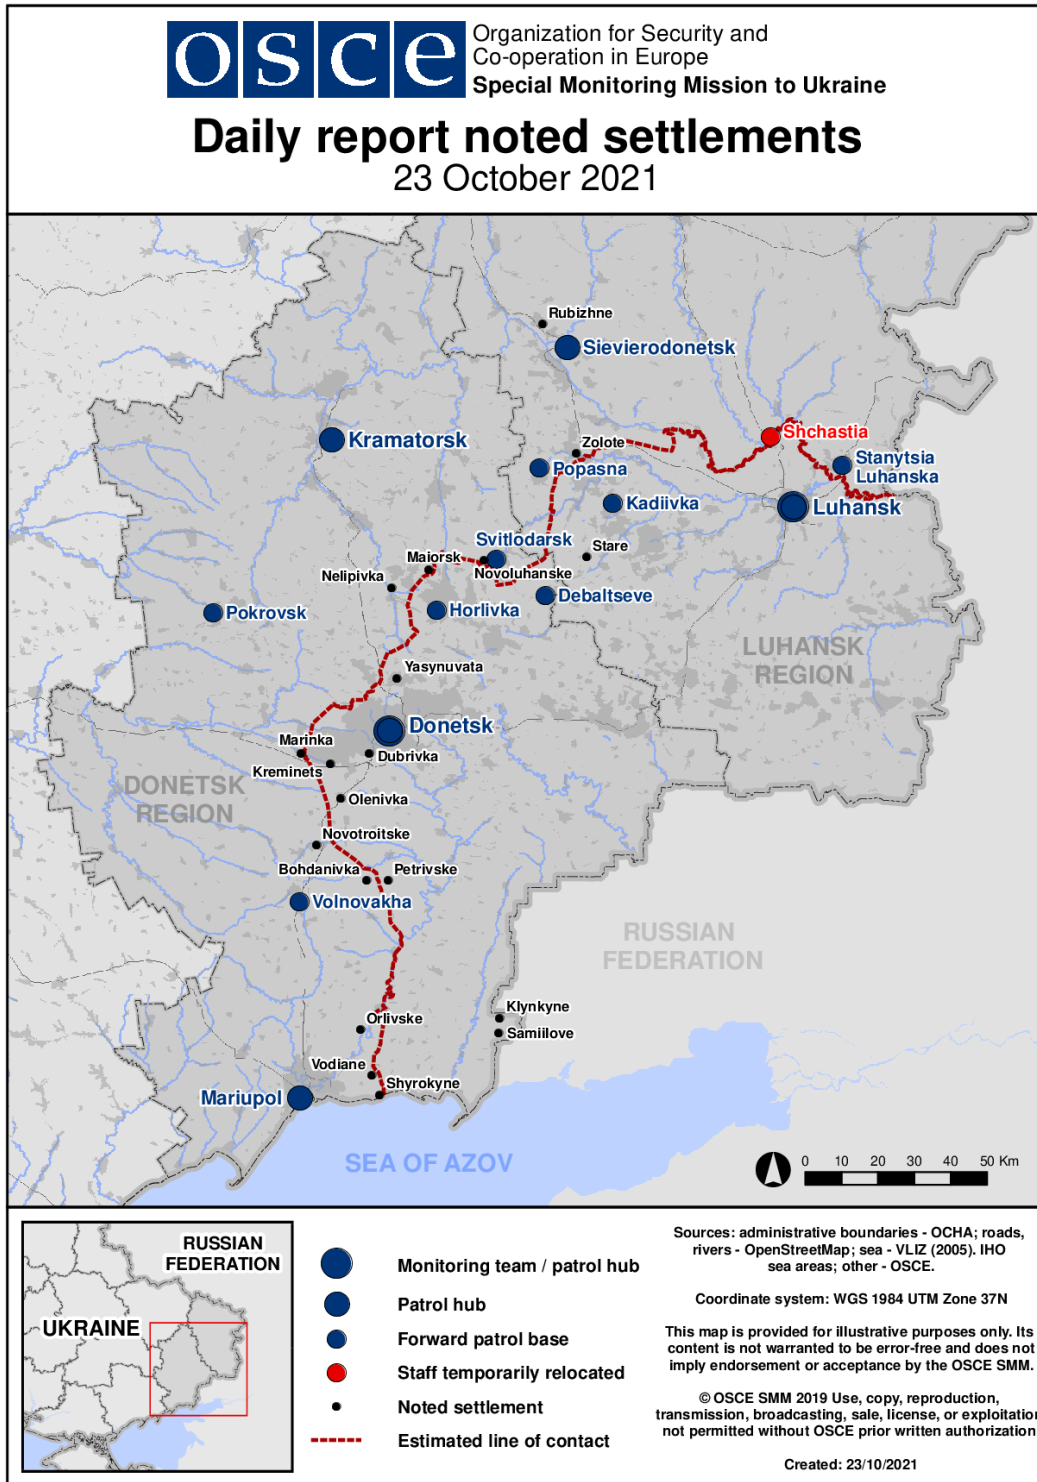 osce
Organization for Security and
Co-operation in Europe
Special Monitoring Mission to Ukraine
Daily report noted settlements
23 October 2021
Rubizhne
Sievierodonetsk
Kramatorsk
Shchastia
Zolote
Stanytsia
Luhanska
Popasna
Kadiivka
Luhansk
Svitlodarsk
Maiorsk
Stare
Novoluhanske
Nelipivka
Debaltseve
Horlivka
Pokrovsk
LUHANSK
REGION
Yasynuvata
Donetsk
Marinka
Dubrivka
Kreminets
DONETSK
REGION
Olenivka
Novotroitske
Bohdanivka
Petrivske
Volnovakha
RUSSIAN
FEDERATION
Klynkyne
Orlivske
Samiilove
Vodiane
Shyrokyne
Mariupol
SEA OF AZOV
0 10 20 30 40 50 Km
RUSSIAN
FEDERATION
UKRAINE
Monitoring team / patrol hub
Patrol hub
Forward patrol base
Staff temporarily relocated
Noted settlement
Estimated line of contact
Sources: administrative boundaries - OCHA; roads,
rivers - OpenStreetMap; sea - VLIZ (2005). IHO
sea areas; other - OSCE.
Coordinate system: WGS 1984 UTM Zone 37N
This map is provided for illustrative purposes only. Its
content is not warranted to be error-free and does not
imply endorsement or acceptance by the OSCE SMM.
© OSCE SMM 2019 Use, copy, reproduction,
transmission, broadcasting, sale, license, or exploitation
not permitted without OSCE prior written authorization
Created: 23/10/2021